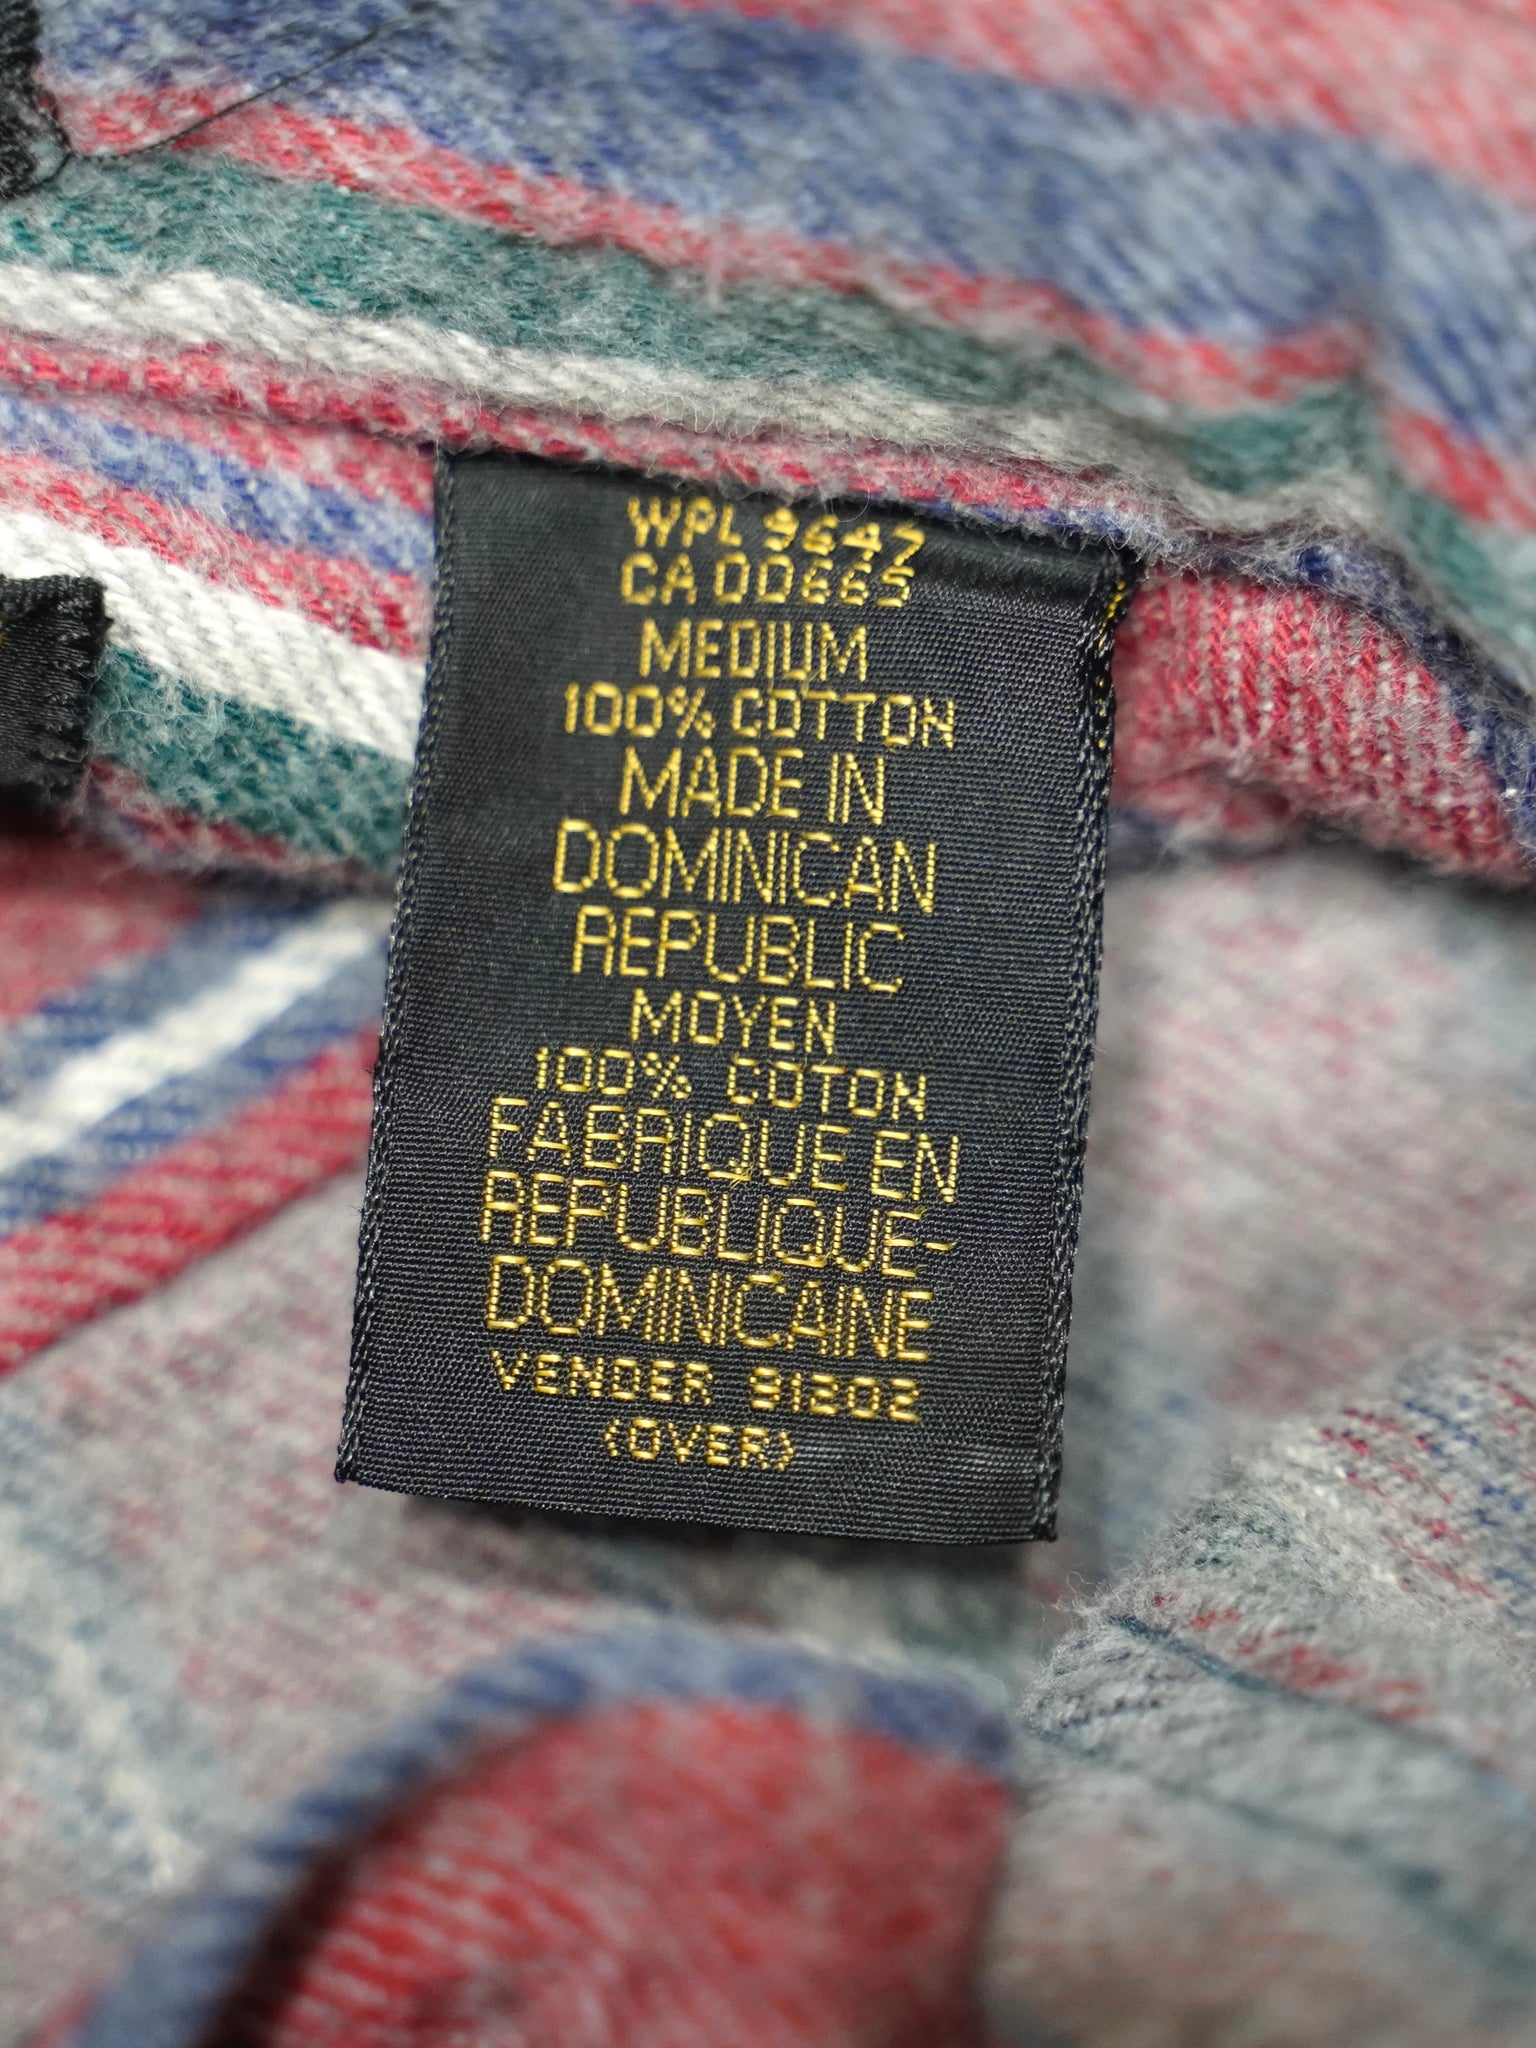 WPL 9647
CA 00665
MEDIUM
100% COTTON
MADE IN
DOMINICAN
REPUBLIC
MOYEN
100% COTON
FABRIQUE EN
REPUBLIQUE-
DOMINICAINE
VENDER 91202
(OVER)